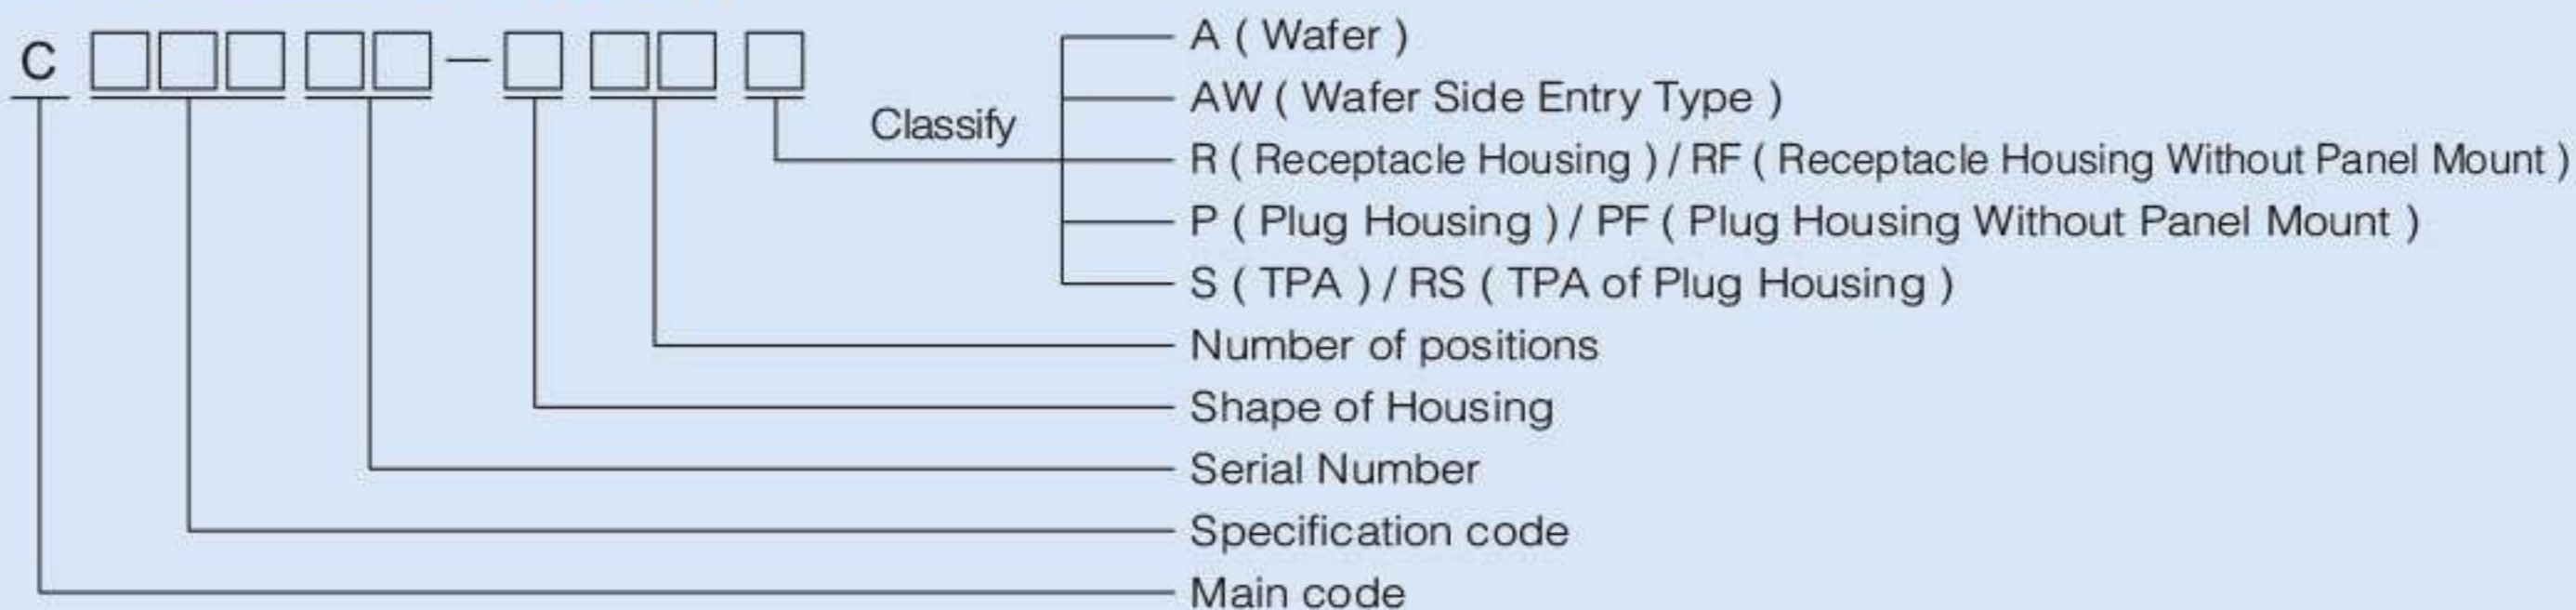 C □□□ □□ — □ □□ □
Classify
A ( Wafer )
AW ( Wafer Side Entry Type )
R ( Receptacle Housing ) / RF ( Receptacle Housing Without Panel Mount )
P ( Plug Housing ) / PF ( Plug Housing Without Panel Mount )
S ( TPA ) / RS ( TPA of Plug Housing )
Number of positions
Shape of Housing
Serial Number
Specification code
Main code